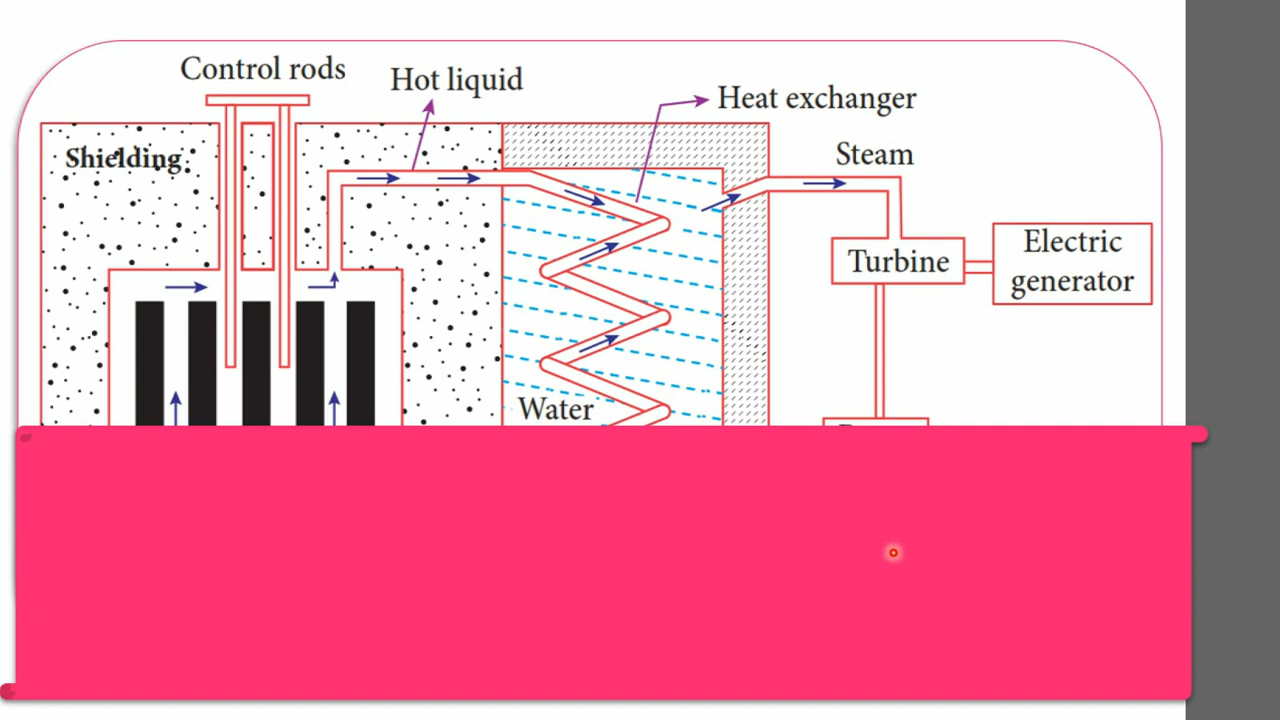 Control rods
Hot liquid
Heat exchanger
Shielding
Steam
Turbine
Electric
generator
Water